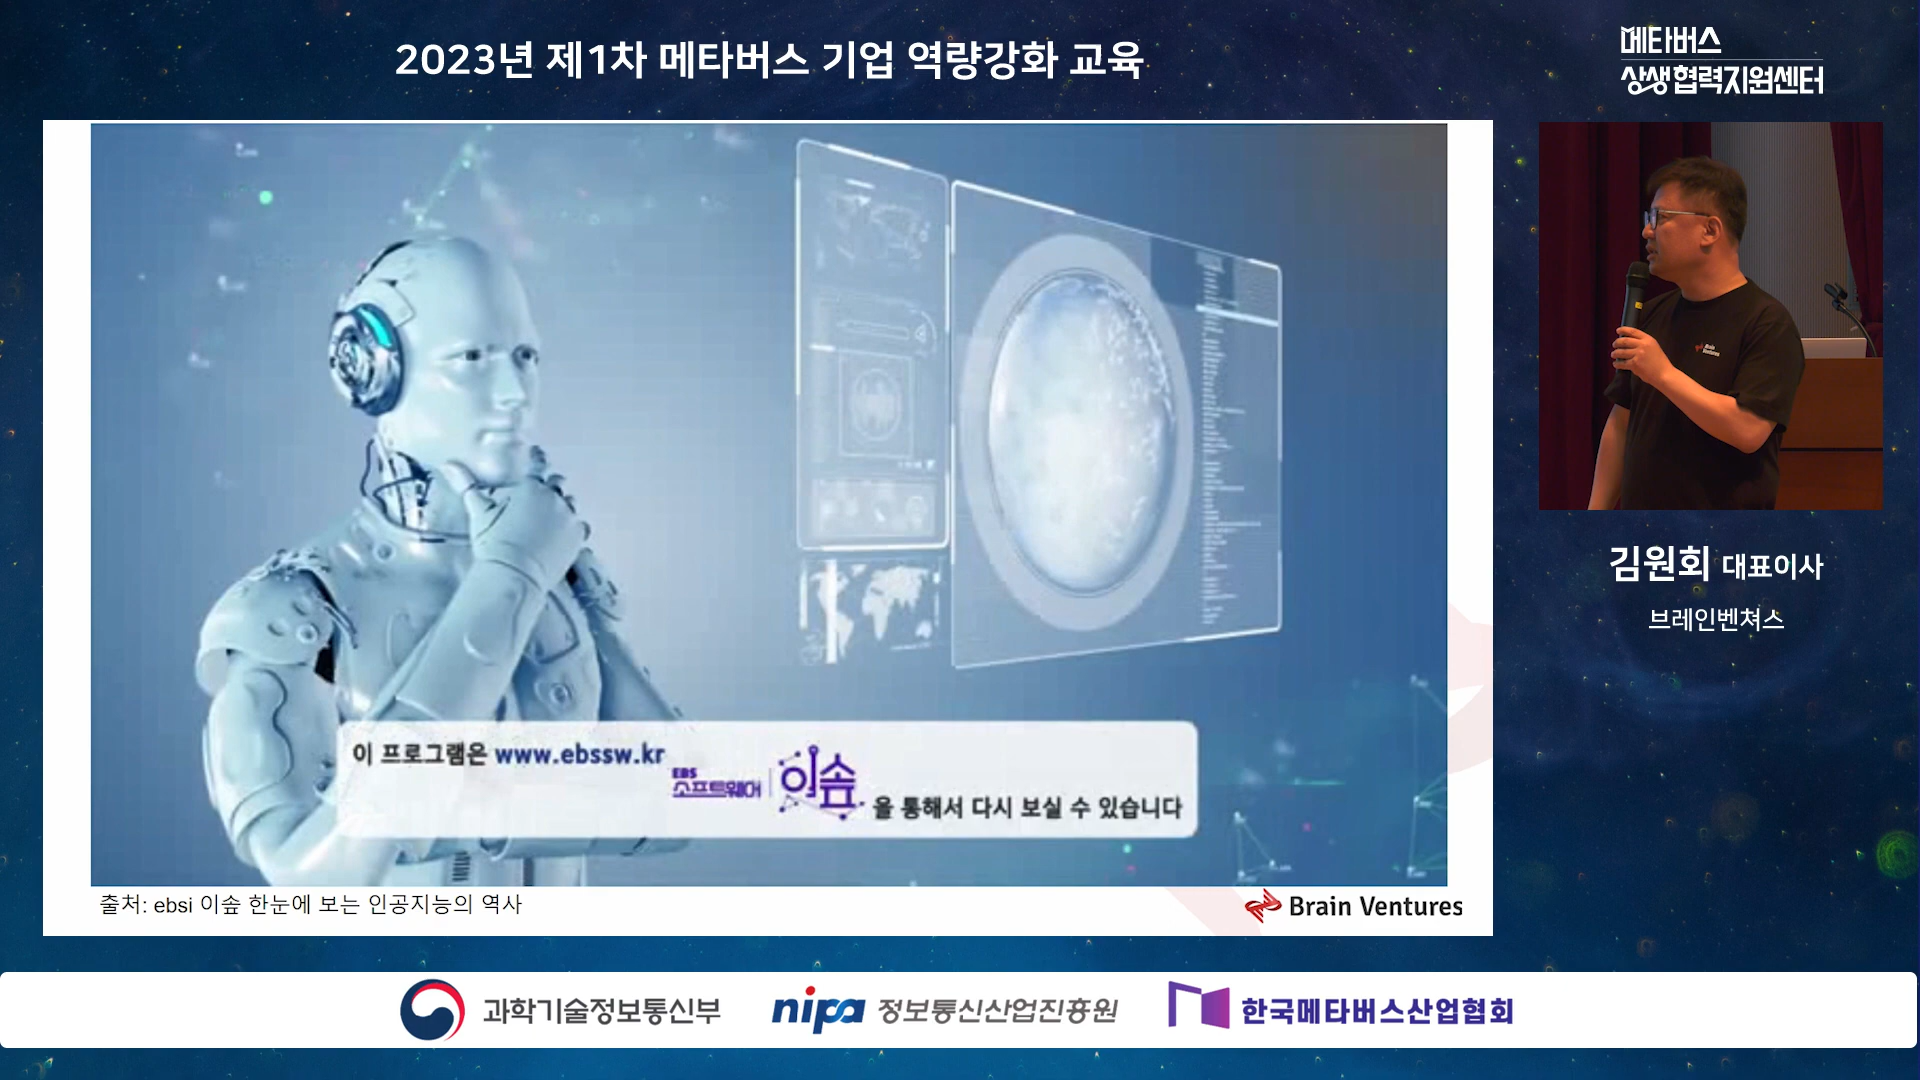 2023년 제1차 메타버스 기업 역량강화 교육
메타버스
상생협력지원센터
이 프로그램은 www.ebssw.kr
EBS
소프트웨어
이솦
을 통해서 다시 보실 수 있습니다
출처: ebsi 이숲 한눈에 보는 인공지능의 역사
Brain Ventures
Brain
Ventures
김원회 대표이사
브레인벤쳐스
과학기술정보통신부
nipa 정보통신산업진흥원
한국메타버스산업협회